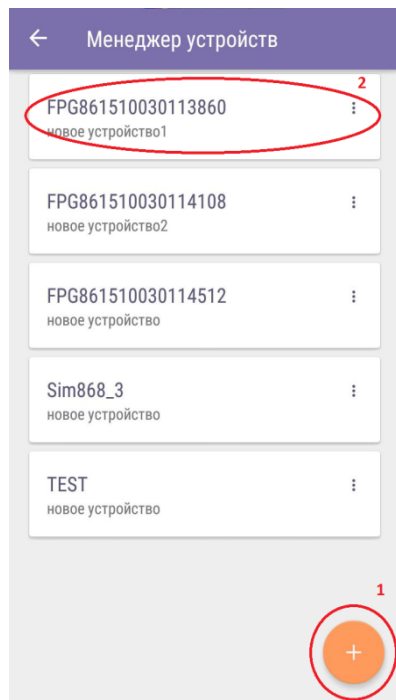 Менеджер устройств
2
FPG861510030113860
новое устройство1
FPG861510030114108
новое устройство2
FPG861510030114512
новое устройство
Sim868_3
новое устройство
TEST
новое устройство
1
+